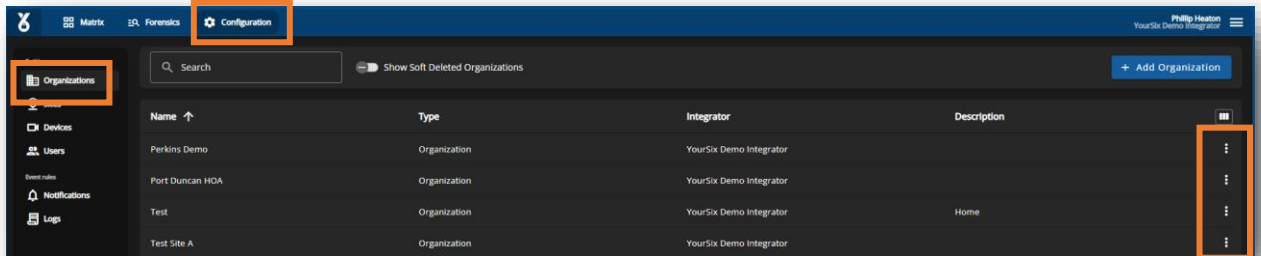 Matrix
Forensics
Configuration
Phillip Heaton
YourSix Demo Integrator
Organizations
Devices
Users
Event rules
Notifications
Logs
Search
Show Soft Deleted Organizations
+ Add Organization
Name Type Integrator Description
Perkins Demo Organization YourSix Demo Integrator
Port Duncan HOA Organization YourSix Demo Integrator
Test Organization YourSix Demo Integrator Home
Test Site A Organization YourSix Demo Integrator